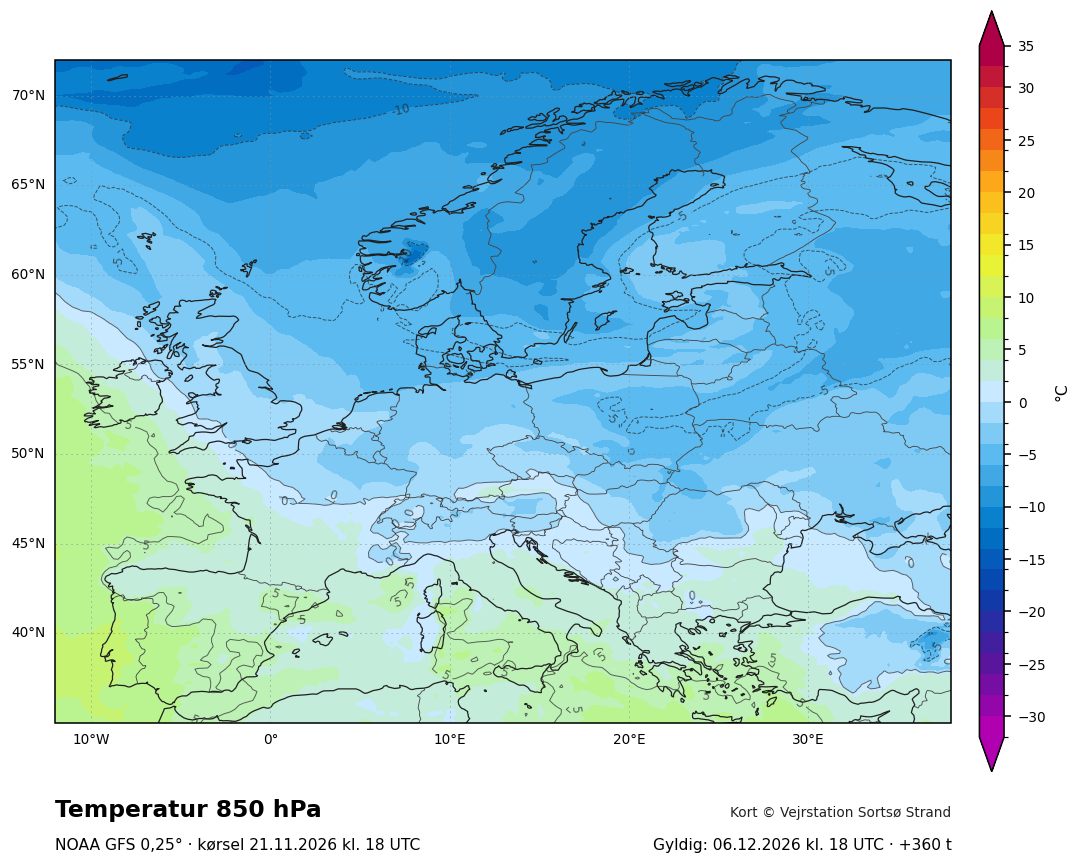 70°N
65°N
60°N
55°N
50°N
45°N
40°N
10°W 0° 10°E 20°E 30°E
35
30
25
20
15
10
5
0
−5
−10
−15
−20
−25
−30
°C
Temperatur 850 hPa
Kort © Vejrstation Sortsø Strand
NOAA GFS 0,25° · kørsel 21.11.2026 kl. 18 UTC
Gyldig: 06.12.2026 kl. 18 UTC · +360 t